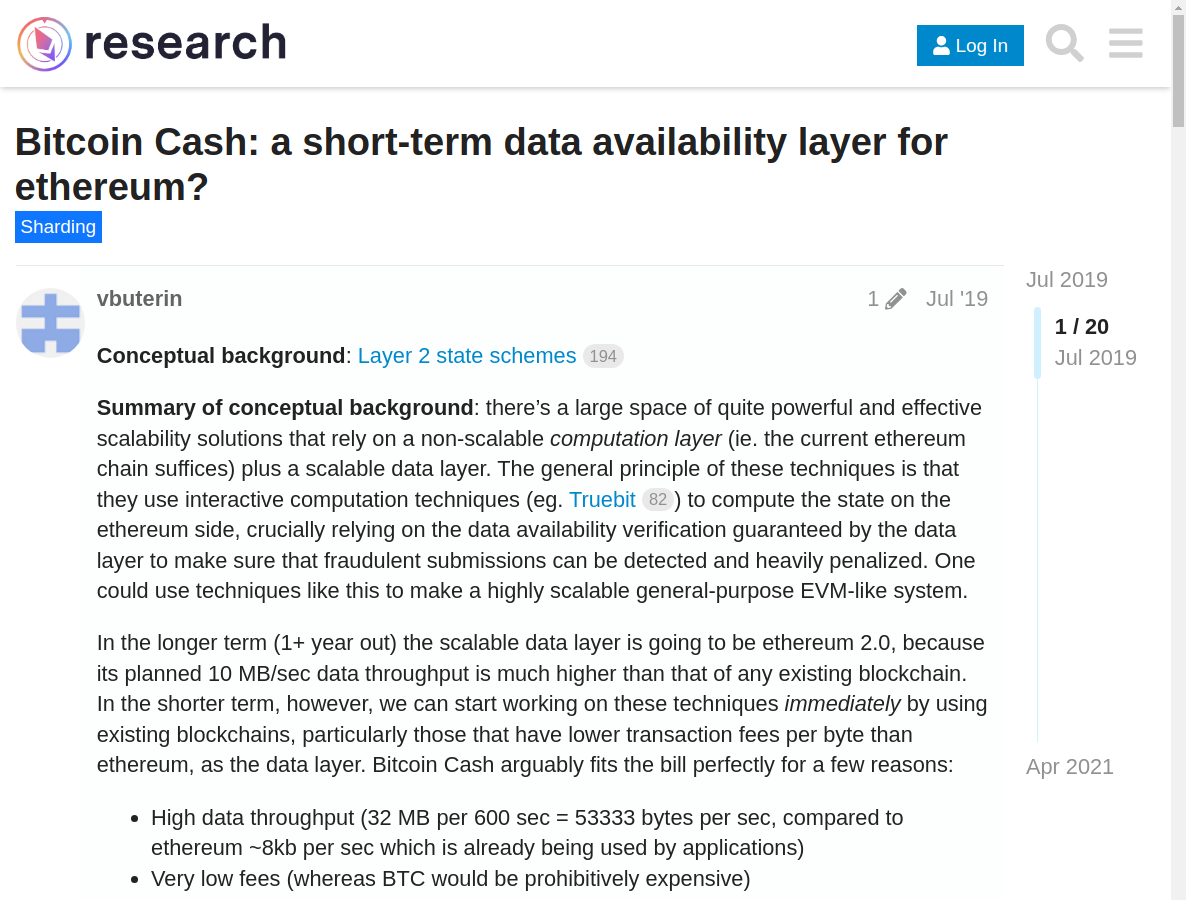 research
Log In
Bitcoin Cash: a short-term data availability layer for
ethereum?
Sharding
vbuterin
1
Jul '19
Conceptual background: Layer 2 state schemes 194
Summary of conceptual background: there’s a large space of quite powerful and effective
scalability solutions that rely on a non-scalable computation layer (ie. the current ethereum
chain suffices) plus a scalable data layer. The general principle of these techniques is that
they use interactive computation techniques (eg. Truebit 82) to compute the state on the
ethereum side, crucially relying on the data availability verification guaranteed by the data
layer to make sure that fraudulent submissions can be detected and heavily penalized. One
could use techniques like this to make a highly scalable general-purpose EVM-like system.
In the longer term (1+ year out) the scalable data layer is going to be ethereum 2.0, because
its planned 10 MB/sec data throughput is much higher than that of any existing blockchain.
In the shorter term, however, we can start working on these techniques immediately by using
existing blockchains, particularly those that have lower transaction fees per byte than
ethereum, as the data layer. Bitcoin Cash arguably fits the bill perfectly for a few reasons:
• High data throughput (32 MB per 600 sec = 53333 bytes per sec, compared to
ethereum ~8kb per sec which is already being used by applications)
• Very low fees (whereas BTC would be prohibitively expensive)
Jul 2019
1 / 20
Jul 2019
Apr 2021